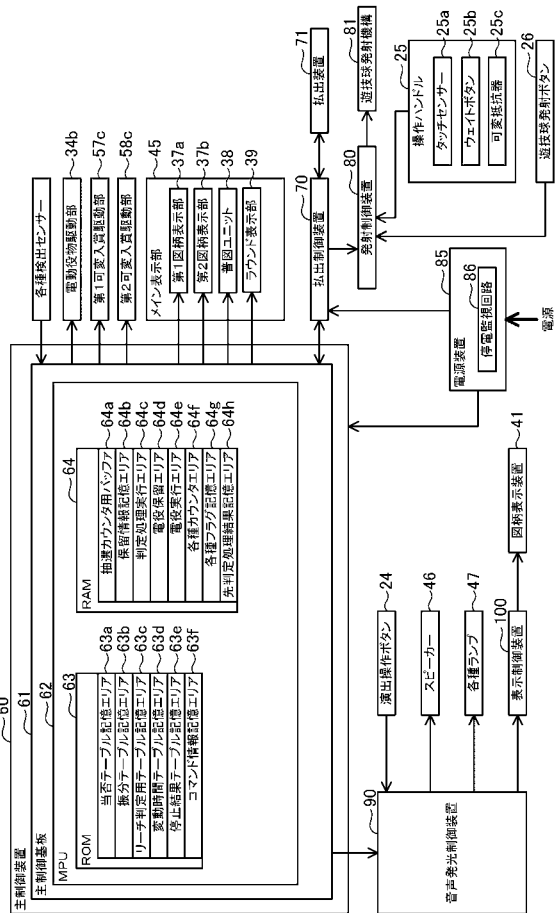 主制御装置
60
主制御基板
61
MPU
62
ROM
63
当否テーブル記憶エリア
63a
振分テーブル記憶エリア
63b
リーチ判定用テーブル記憶エリア
63c
変動時間テーブル記憶エリア
63d
停止結果テーブル記憶エリア
63e
コマンド情報記憶エリア
63f
RAM
64
抽選カウンタ用バッファ
64a
保留情報記憶エリア
64b
判定処理実行エリア
64c
電役保留エリア
64d
電役実行エリア
64e
各種カウンタエリア
64f
各種フラグ記憶エリア
64g
先判定処理結果記憶エリア
64h
各種検出センサー
電動役物駆動部
34b
第1可変入賞駆動部
57c
第2可変入賞駆動部
58c
メイン表示部
45
第1図柄表示部
37a
第2図柄表示部
37b
普図ユニット
38
ラウンド表示部
39
払出制御装置
70
払出装置
71
発射制御装置
80
遊技球発射機構
81
操作ハンドル
25
タッチセンサー
25a
ウェイトボタン
25b
可変抵抗器
25c
遊技球発射ボタン
26
電源装置
85
停電監視回路
86
電源
音声発光制御装置
90
演出操作ボタン
24
スピーカー
46
各種ランプ
47
表示制御装置
100
図柄表示装置
41